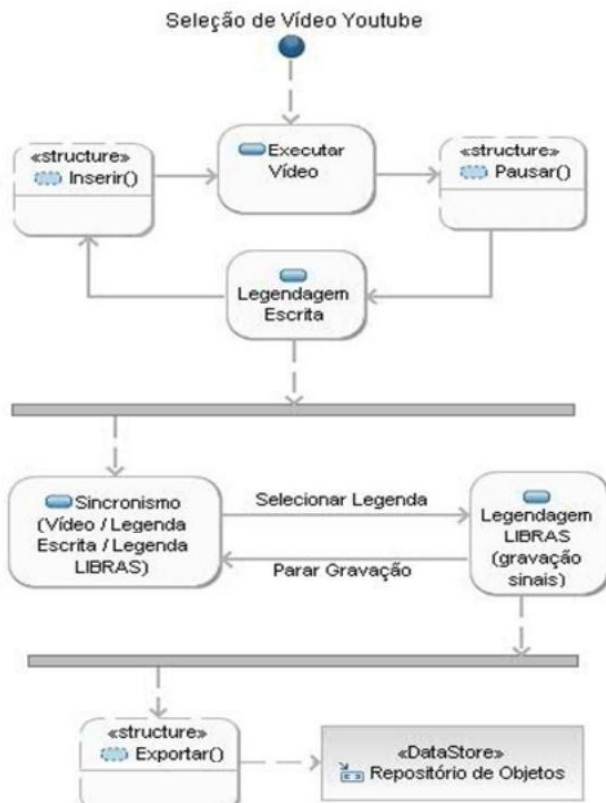 Seleção de Vídeo Youtube
«structure»
Inserir()
Executar
Vídeo
«structure»
Pausar()
Legendagem
Escrita
Sincronismo
(Vídeo / Legenda
Escrita / Legenda
LIBRAS)
Selecionar Legenda
Parar Gravação
Legendagem
LIBRAS
(gravação
sinais)
«structure»
Exportar()
«DataStore»
Repositório de Objetos